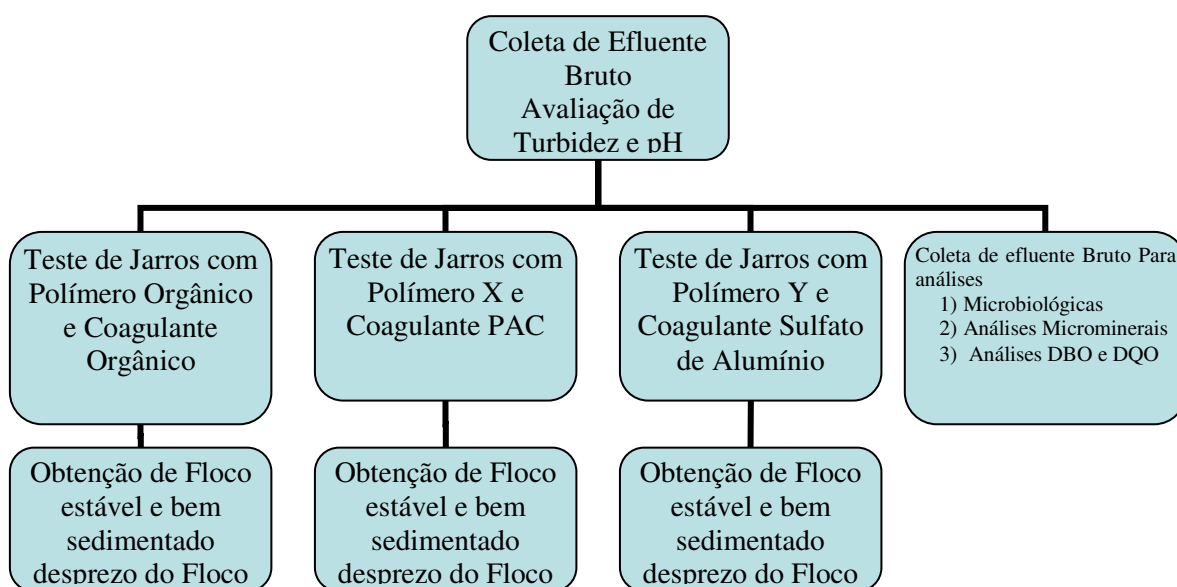 Coleta de Efluente
Bruto
Avaliação de
Turbidez e pH
Teste de Jarros com
Polímero Orgânico
e Coagulante
Orgânico
Teste de Jarros com
Polímero X e
Coagulante PAC
Teste de Jarros com
Polímero Y e
Coagulante Sulfato
de Alumínio
Coleta de efluente Bruto Para
análises
1) Microbiológicas
2) Análises Microminerais
3) Análises DBO e DQO
Obtenção de Floco
estável e bem
sedimentado
desprezo do Floco
Obtenção de Floco
estável e bem
sedimentado
desprezo do Floco
Obtenção de Floco
estável e bem
sedimentado
desprezo do Floco